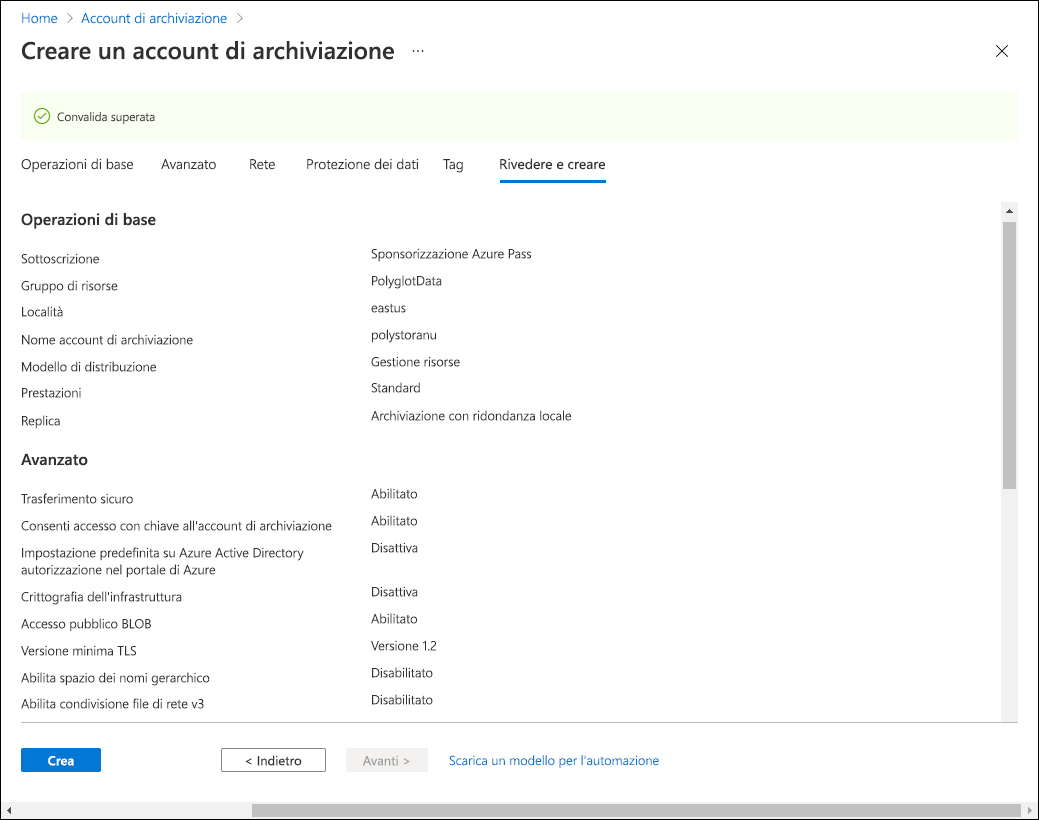 Home > Account di archiviazione >
Creare un account di archiviazione ...
Convalida superata
Operazioni di base Avanzato Rete Protezione dei dati Tag Rivedere e creare
Operazioni di base
Sottoscrizione Sponsorizzazione Azure Pass
Gruppo di risorse PolyglotData
Località eastus
Nome account di archiviazione polystoranu
Modello di distribuzione Gestione risorse
Prestazioni Standard
Replica Archiviazione con ridondanza locale
Avanzato
Trasferimento sicuro Abilitato
Consenti accesso con chiave all'account di archiviazione Abilitato
Impostazione predefinita su Azure Active Directory Disattiva
autorizzazione nel portale di Azure
Crittografia dell'infrastruttura Disattiva
Accesso pubblico BLOB Abilitato
Versione minima TLS Versione 1.2
Abilita spazio dei nomi gerarchico Disabilitato
Abilita condivisione file di rete v3 Disabilitato
Crea < Indietro Avanti > Scarica un modello per l'automazione